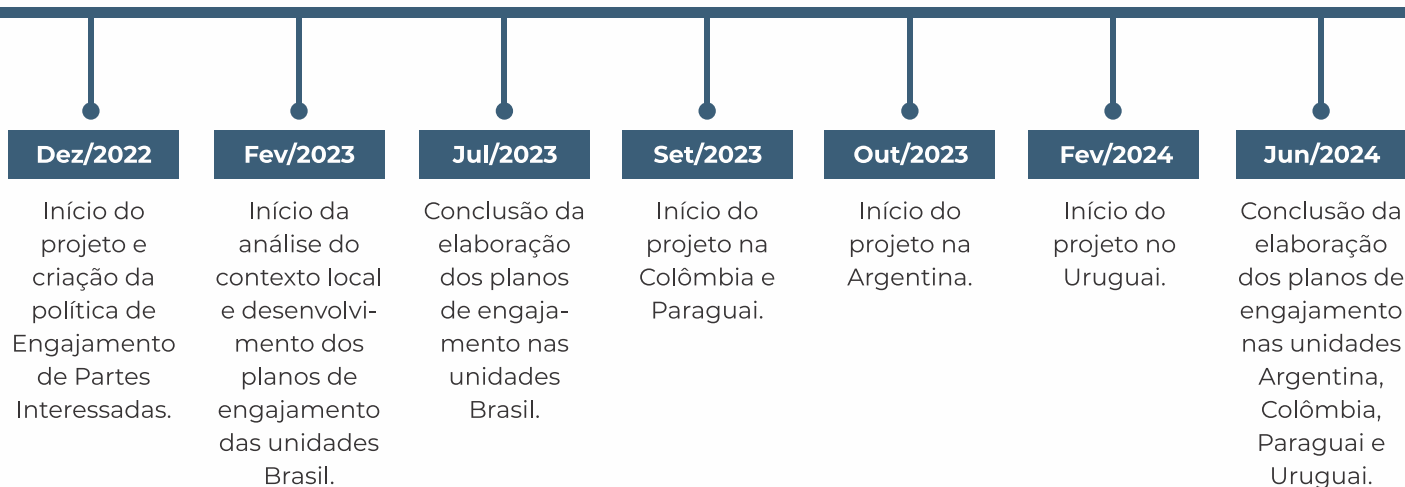 Dez/2022
Início do
projeto e
criação da
política de
Engajamento
de Partes
Interessadas.
Fev/2023
Início da
análise do
contexto local
e desenvolvi-
mento dos
planos de
engajamento
das unidades
Brasil.
Jul/2023
Conclusão da
elaboração
dos planos
de engaja-
mento nas
unidades
Brasil.
Set/2023
Início do
projeto na
Colômbia e
Paraguai.
Out/2023
Início do
projeto na
Argentina.
Fev/2024
Início do
projeto no
Uruguai.
Jun/2024
Conclusão da
elaboração
dos planos de
engajamento
nas unidades
Argentina,
Colômbia,
Paraguai e
Uruguai.